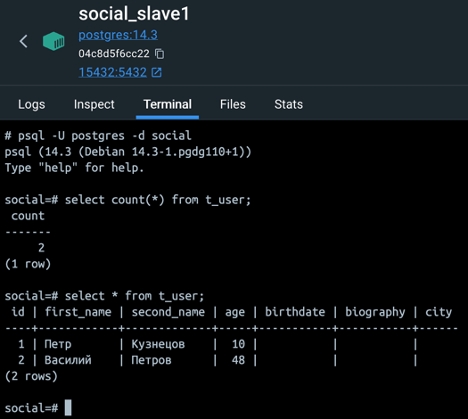 social_slave1
postgres:14.3
04c8d5f6cc22
15432:5432
Logs Inspect Terminal Files Stats
# psql -U postgres -d social
psql (14.3 (Debian 14.3-1.pgdg110+1))
Type "help" for help.
social=# select count(*) from t_user;
 count
-------
     2
(1 row)
social=# select * from t_user;
 id | first_name | second_name | age | birthdate | biography | city
----+------------+-------------+-----+-----------+-----------+------
  1 | Петр       | Кузнецов    |  10 |           |           |
  2 | Василий    | Петров      |  48 |           |           |
(2 rows)
social=#